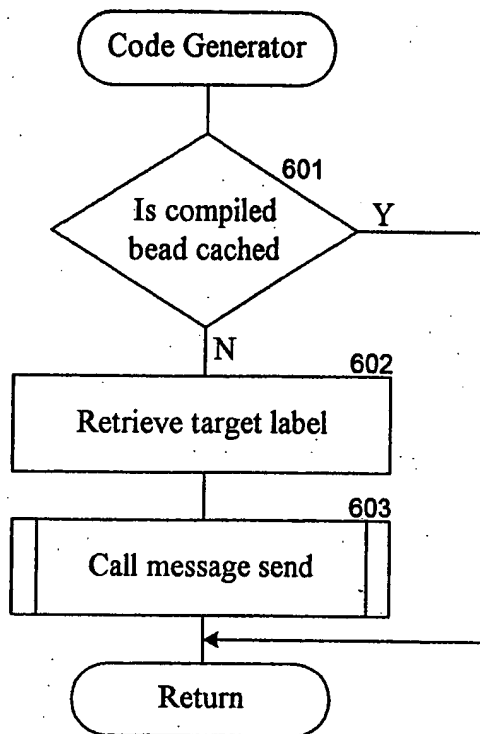 Code Generator
601
Is compiled
bead cached
Y
N
602
Retrieve target label
603
Call message send
Return